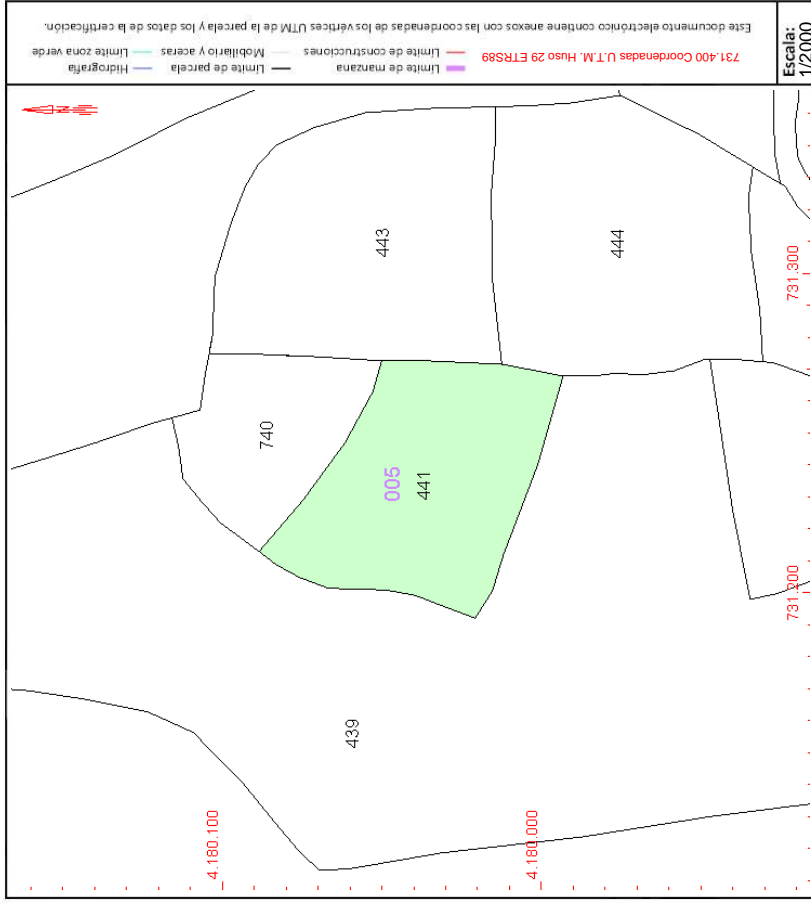 Este documento electrónico contiene anexos con las coordenadas de los vértices UTM de la parcela y los datos de la certificación.
731.400 Coordenadas U.T.M. Huso 29 ETRS89
Límite de manzana
Límite de construcciones
Límite de parcela
Mobiliario y aceras
Hidrografía
Límite zona verde
Escala:
1/2000
443
444
740
005
441
439
731.300
731.200
4.180.100
4.180.000